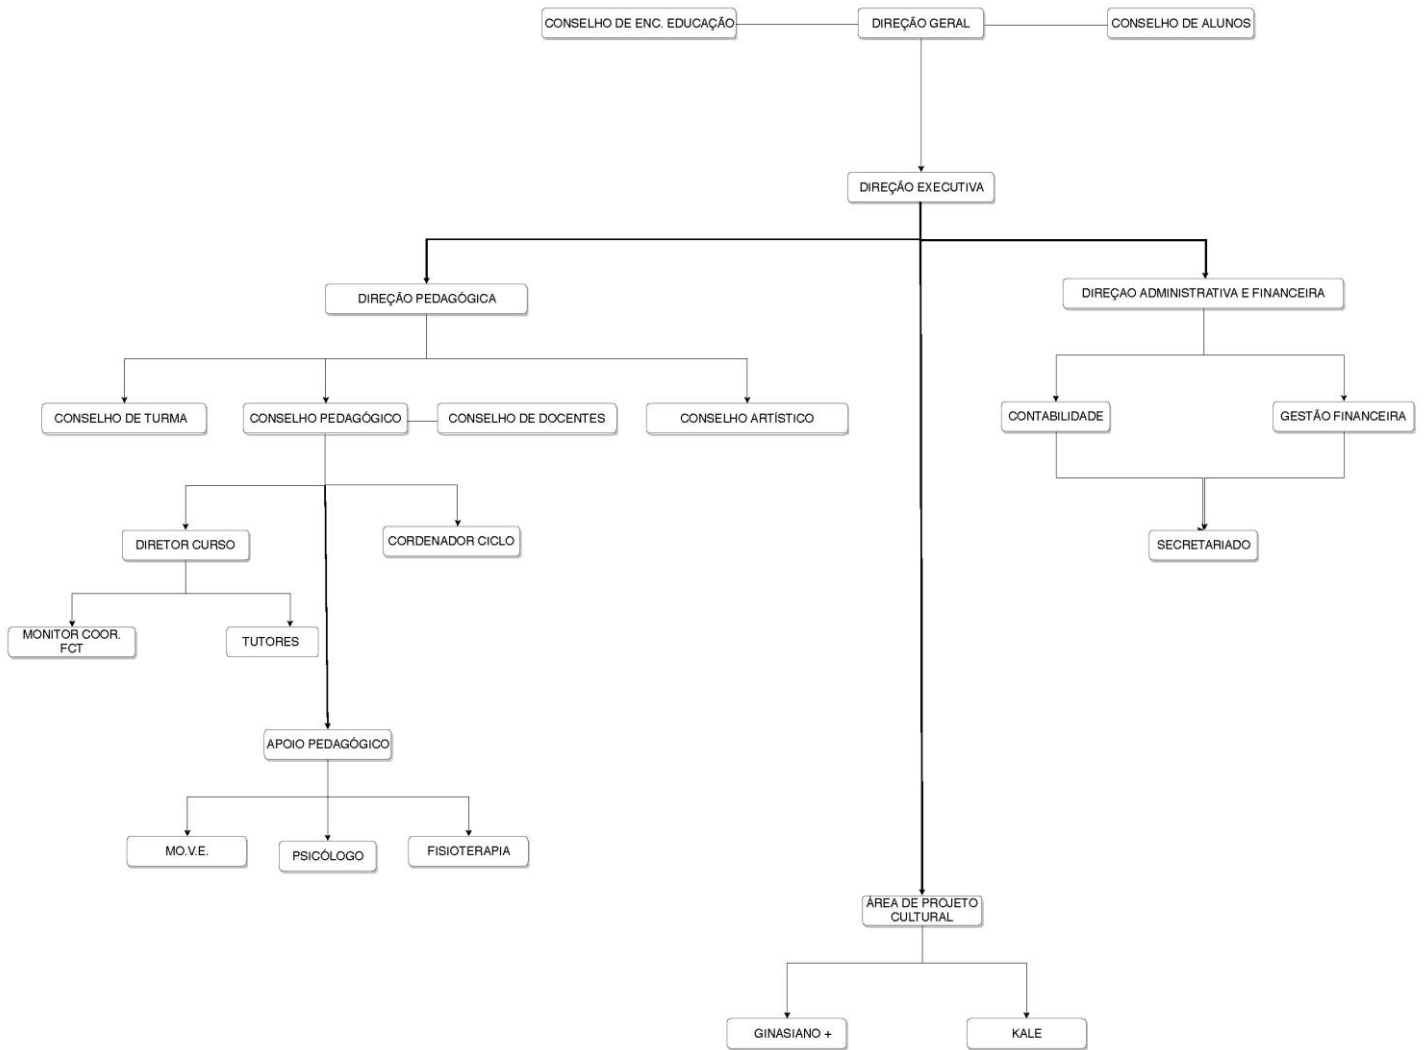 CONSELHO DE ENC. EDUCAÇÃO
DIREÇÃO GERAL
CONSELHO DE ALUNOS
DIREÇÃO EXECUTIVA
DIREÇÃO PEDAGÓGICA
DIREÇAO ADMINISTRATIVA E FINANCEIRA
CONSELHO DE TURMA
CONSELHO PEDAGÓGICO
CONSELHO DE DOCENTES
CONSELHO ARTÍSTICO
CONTABILIDADE
GESTÃO FINANCEIRA
DIRETOR CURSO
CORDENADOR CICLO
SECRETARIADO
MONITOR COOR.
FCT
TUTORES
APOIO PEDAGÓGICO
MO.V.E.
PSICÓLOGO
FISIOTERAPIA
ÁREA DE PROJETO
CULTURAL
GINASIANO +
KALE